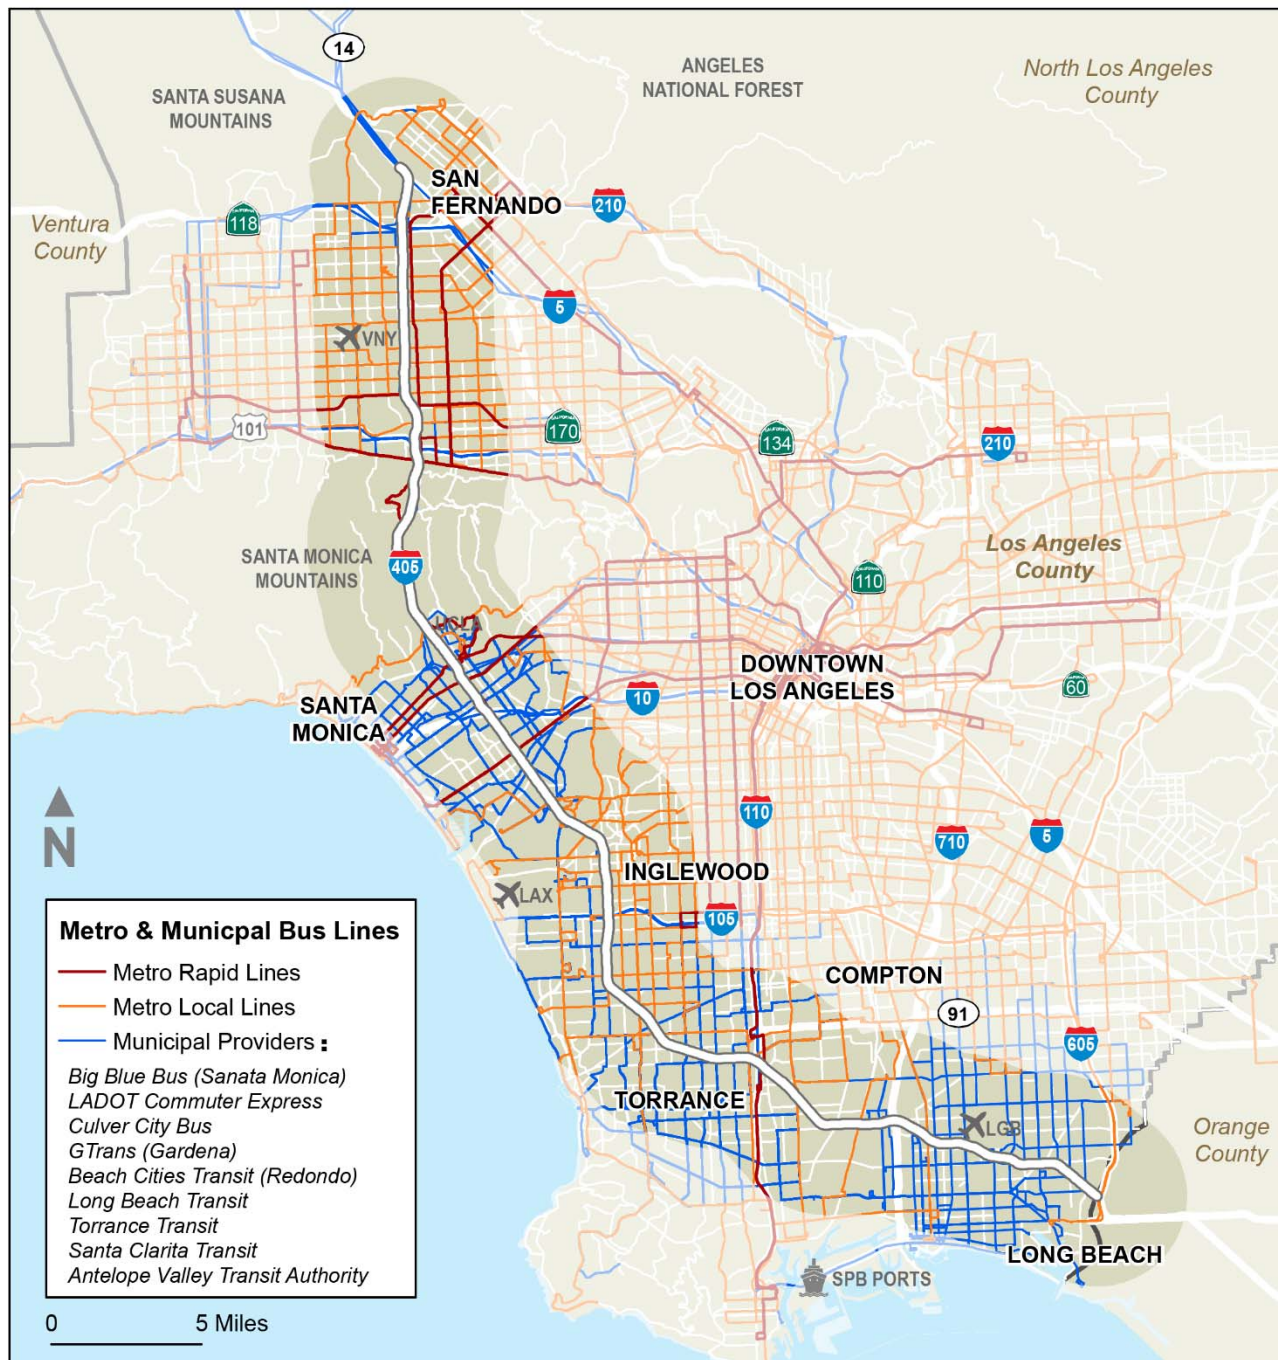 14
ANGELES
NATIONAL FOREST
North Los Angeles
County
SANTA SUSANA
MOUNTAINS
SAN
FERNANDO
210
CALIFORNIA
118
Ventura
County
5
VNY
101
CALIFORNIA
170
CALIFORNIA
134
210
SANTA MONICA
MOUNTAINS
405
Los Angeles
County
CALIFORNIA
110
UCLA
DOWNTOWN
LOS ANGELES
10
60
SANTA
MONICA
N
110
710
5
INGLEWOOD
LAX
105
COMPTON
91
605
TORRANCE
LGB
Orange
County
LONG BEACH
SPB PORTS
Metro & Municpal Bus Lines
Metro Rapid Lines
Metro Local Lines
Municipal Providers :
Big Blue Bus (Sanata Monica)
LADOT Commuter Express
Culver City Bus
GTrans (Gardena)
Beach Cities Transit (Redondo)
Long Beach Transit
Torrance Transit
Santa Clarita Transit
Antelope Valley Transit Authority
0 5 Miles